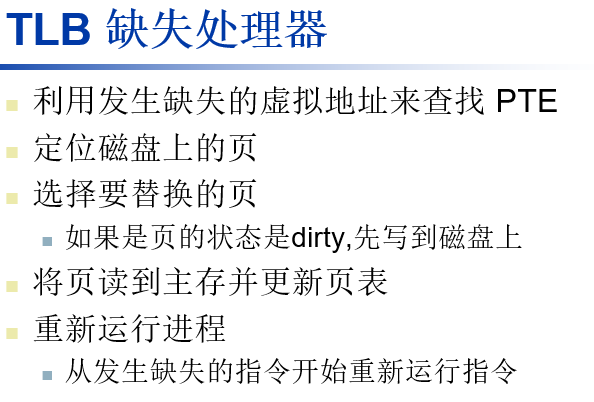 TLB 缺失处理器
利用发生缺失的虚拟地址来查找 PTE
定位磁盘上的页
选择要替换的页
如果是页的状态是dirty,先写到磁盘上
将页读到主存并更新页表
重新运行进程
从发生缺失的指令开始重新运行指令